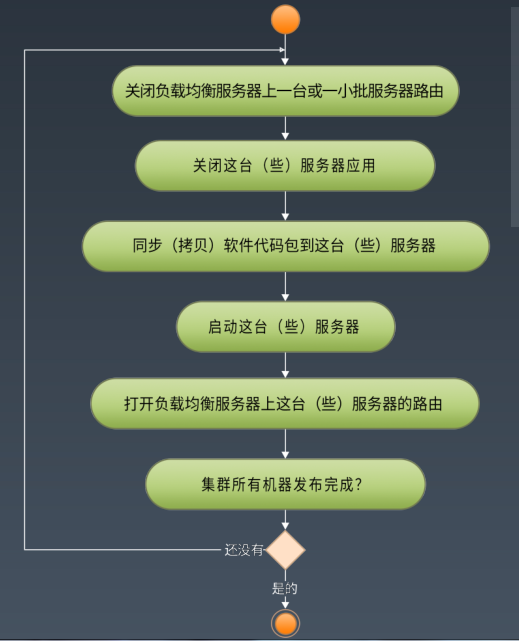 关闭负载均衡服务器上一台或一小批服务器路由
关闭这台（些）服务器应用
同步（拷贝）软件代码包到这台（些）服务器
启动这台（些）服务器
打开负载均衡服务器上这台（些）服务器的路由
集群所有机器发布完成？
还没有
是的